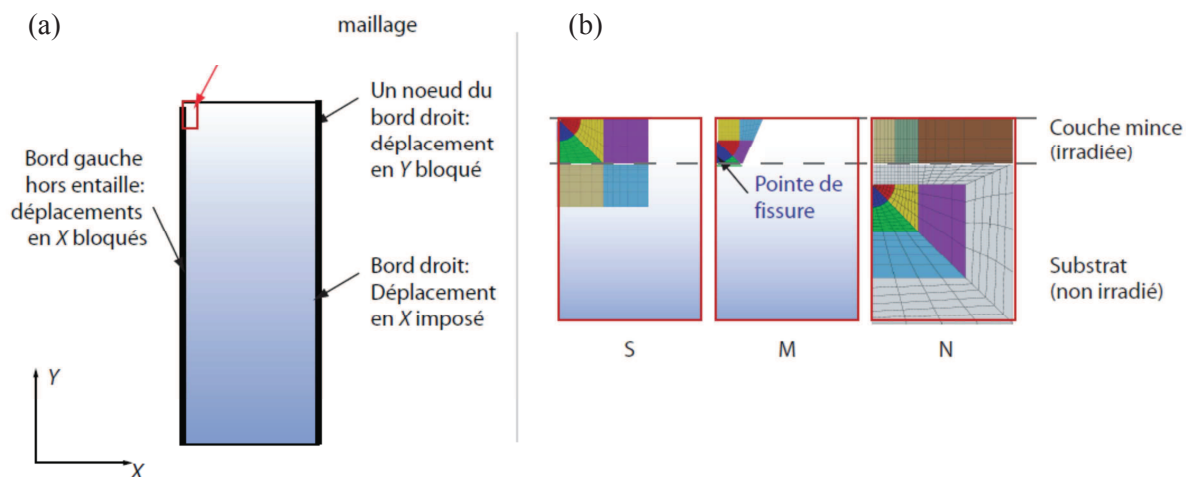 (a)
maillage
Un noeud du
bord droit:
déplacement
en Y bloqué
Bord gauche
hors entaille:
déplacements
en X bloqués
Bord droit:
Déplacement
en X imposé
Y
X
(b)
Couche mince
(irradiée)
Pointe de
fissure
Substrat
(non irradié)
S
M
N